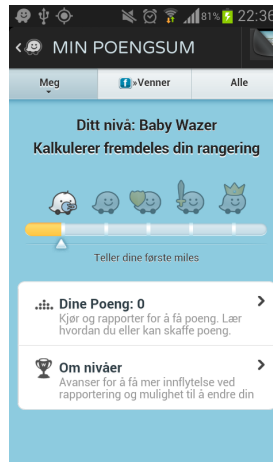 81% 22:36
MIN POENGSUM
Meg f»Venner Alle
Ditt nivå: Baby Wazer
Kalkulerer fremdeles din rangering
Teller dine første miles
Dine Poeng: 0
Kjør og rapporter for å få poeng. Lær
hvordan du eller kan skaffe poeng.
Om nivåer
Avanser for å få mer innflytelse ved
rapportering og mulighet til å endre din